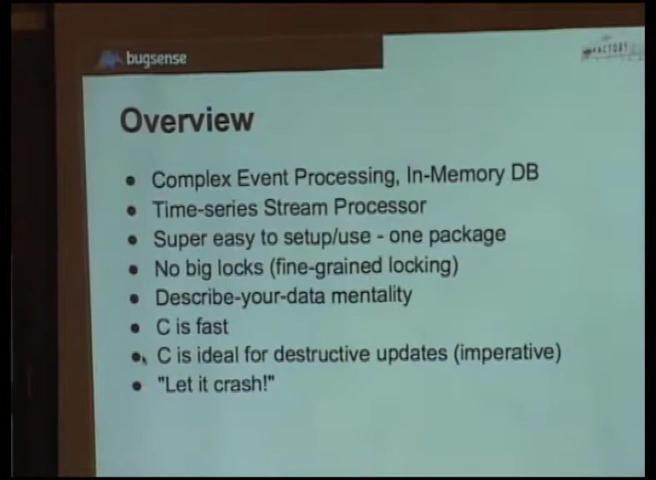 bugsense
FACTORY
Overview
• Complex Event Processing, In-Memory DB
• Time-series Stream Processor
• Super easy to setup/use - one package
• No big locks (fine-grained locking)
• Describe-your-data mentality
• C is fast
• C is ideal for destructive updates (imperative)
• "Let it crash!"